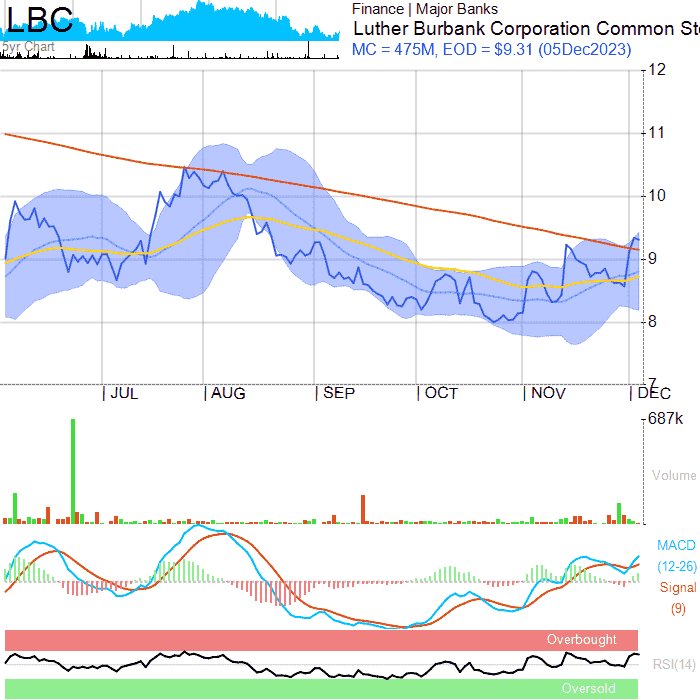 LBC
5yr Chart
Finance | Major Banks
Luther Burbank Corporation Common Sto
MC = 475M, EOD = $9.31 (05Dec2023)
12
11
10
9
8
7
| JUL | AUG | SEP | OCT | NOV | DEC
687k
Volume
MACD
(12-26)
Signal
(9)
Overbought
RSI(14)
Oversold